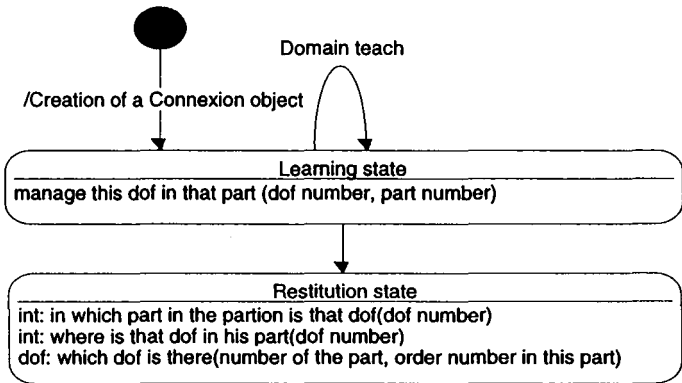 Domain teach
/Creation of a Connexion object
Learning state
manage this dof in that part (dof number, part number)
Restitution state
int: in which part in the partion is that dof(dof number)
int: where is that dof in his part(dof number)
dof: which dof is there(number of the part, order number in this part)